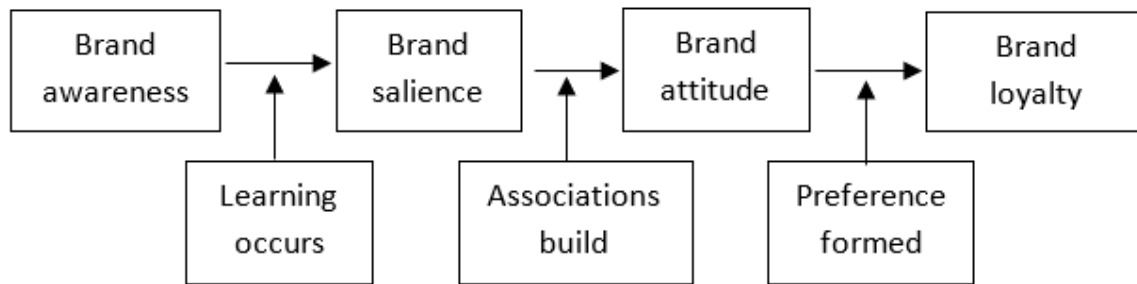 Brand
awareness
Brand
salience
Brand
attitude
Brand
loyalty
Learning
occurs
Associations
build
Preference
formed